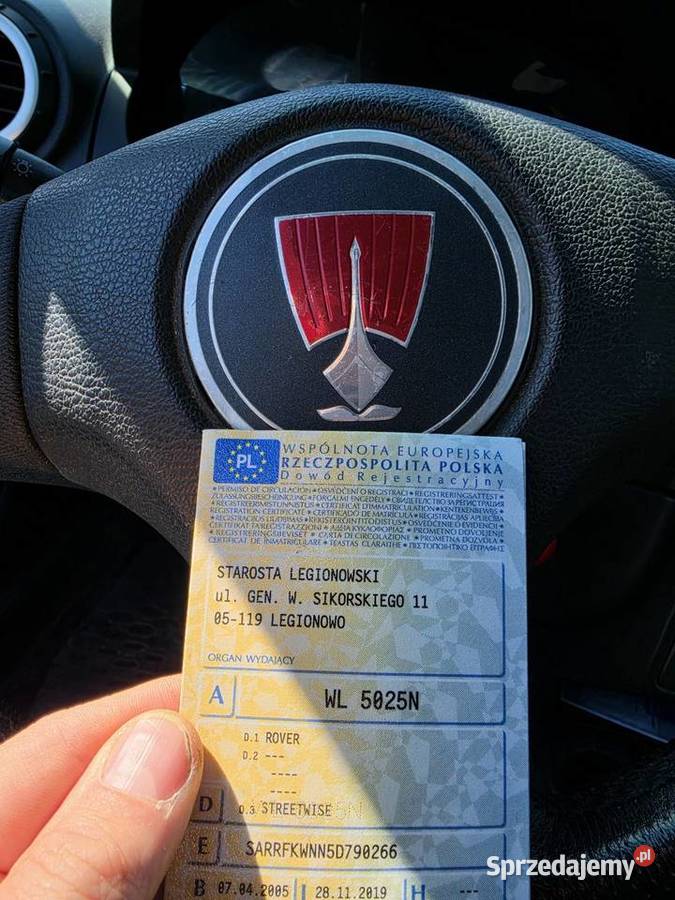 PL
WSPÓLNOTA EUROPEJSKA
RZECZPOSPOLITA POLSKA
Dowód Rejestracyjny
STAROSTA LEGIONOWSKI
ul. GEN. W. SIKORSKIEGO 11
05-119 LEGIONOWO
ORGAN WYDAJĄCY
A WL 5025N
D.1 ROVER
D.2 ---
----
----
D D.3 STREETWISE
E SARRFKWNN5D790266
B 07.04.2005 I 28.11.2019 H ---
Sprzedajemy.pl